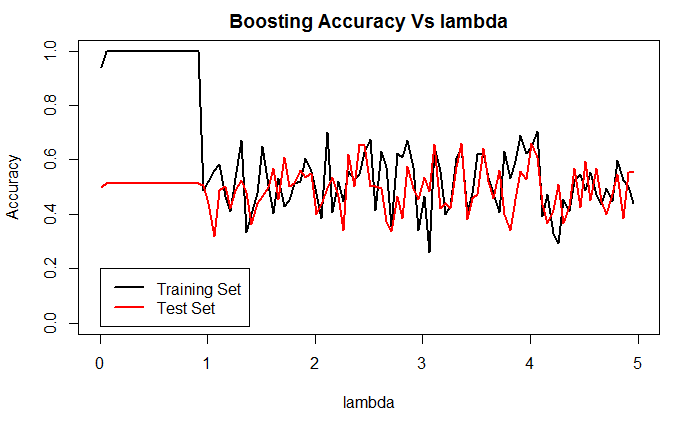 Boosting Accuracy Vs lambda
Accuracy
1.0
0.8
0.6
0.4
0.2
0.0
Training Set
Test Set
0 1 2 3 4 5
lambda